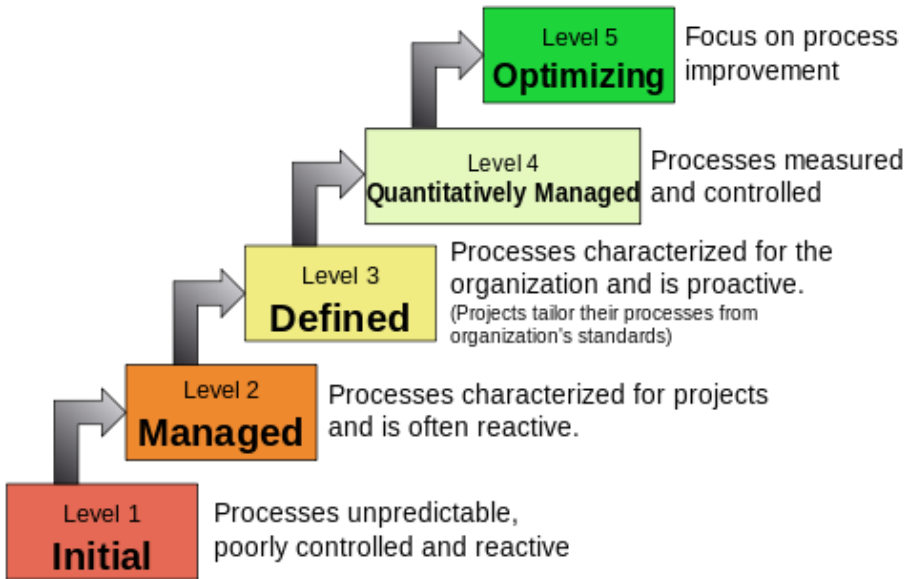 Level 5
Optimizing
Focus on process
improvement
Level 4
Quantitatively Managed
Processes measured
and controlled
Level 3
Defined
Processes characterized for the
organization and is proactive.
(Projects tailor their processes from
organization's standards)
Level 2
Managed
Processes characterized for projects
and is often reactive.
Level 1
Initial
Processes unpredictable,
poorly controlled and reactive